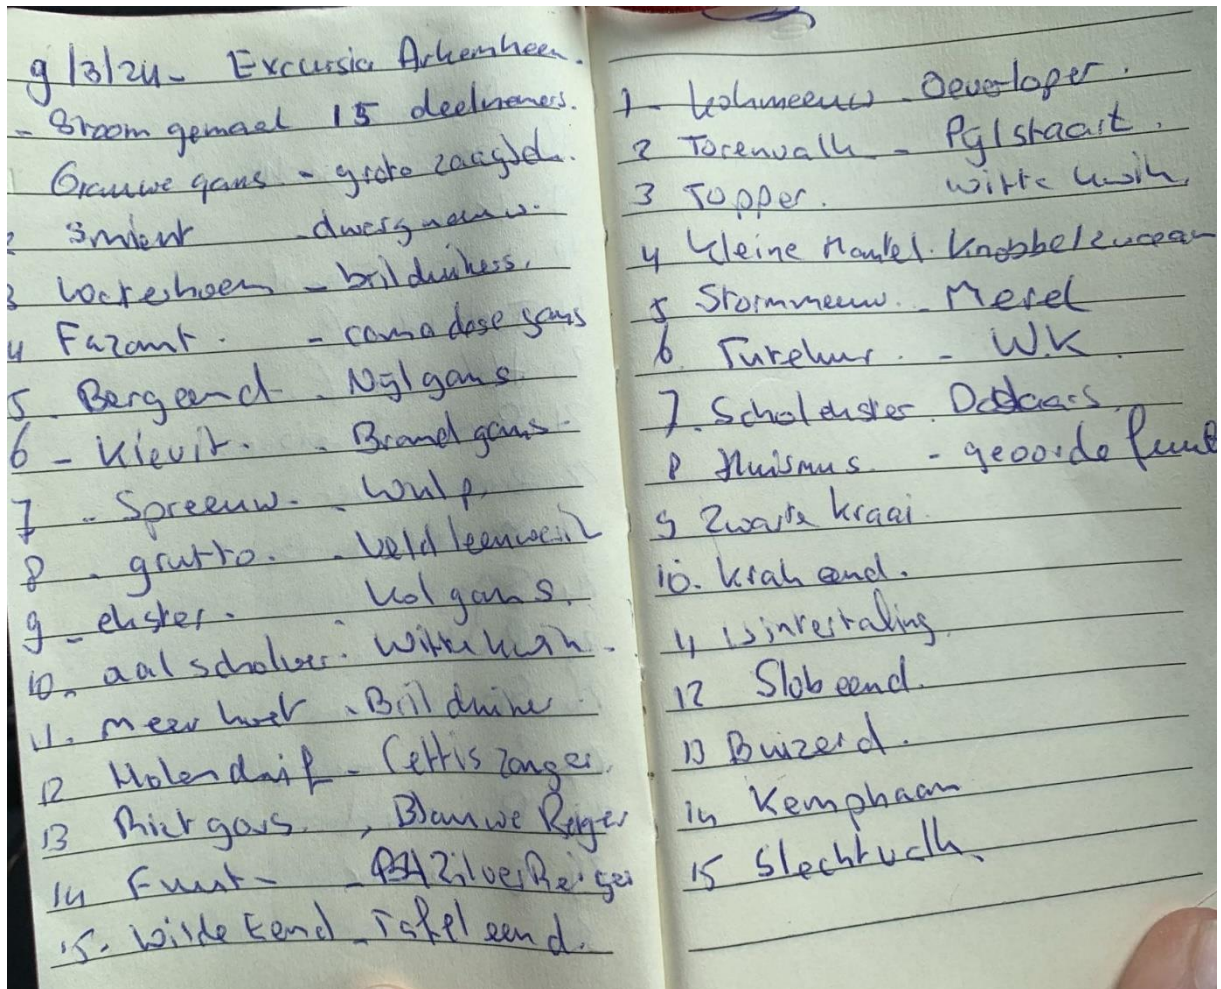 9/3/24 - Excursie Arkemheen.
- Stoom gemaal 15 deelnemers.
1 Grauwe gans - grote zaagbek.
2 Smient - dwergmeeuw.
3 - brilduikers.
4 Fazant. - canadase gans
5. Bergeend - Nijlgans
6 - Kievit. - Brandgans
7 - Spreeuw. - Wulp.
8 - grutto. - Veldleeuwerik
9 - ekster. - Kolgans.
10. aalscholver. Witte kwik.
11. meerkoet - Brilduiker
12 Holenduif - Cettis zanger.
13 Rietgans. , Blauwe Reiger
14 Fuut - - ZilverReiger
15. Wilde Eend - Tafeleend.
1 - kokmeeuw - Oeverloper.
2 Torenvalk - Pijlstaart.
3 Topper. witte kwik.
4 Kleine Mantel. Knobbelzwaan
5 Stormmeeuw. - Merel
6. Tureluur. - W.K.
7. Scholekster. Dodaars
8 Huismus. - geoorde fuut
9 Zwarte kraai.
10. Krakeend.
11 Wintertaling
12 Slobeend.
13 Buizerd.
14 Kemphaan
15 Slechtvalk.